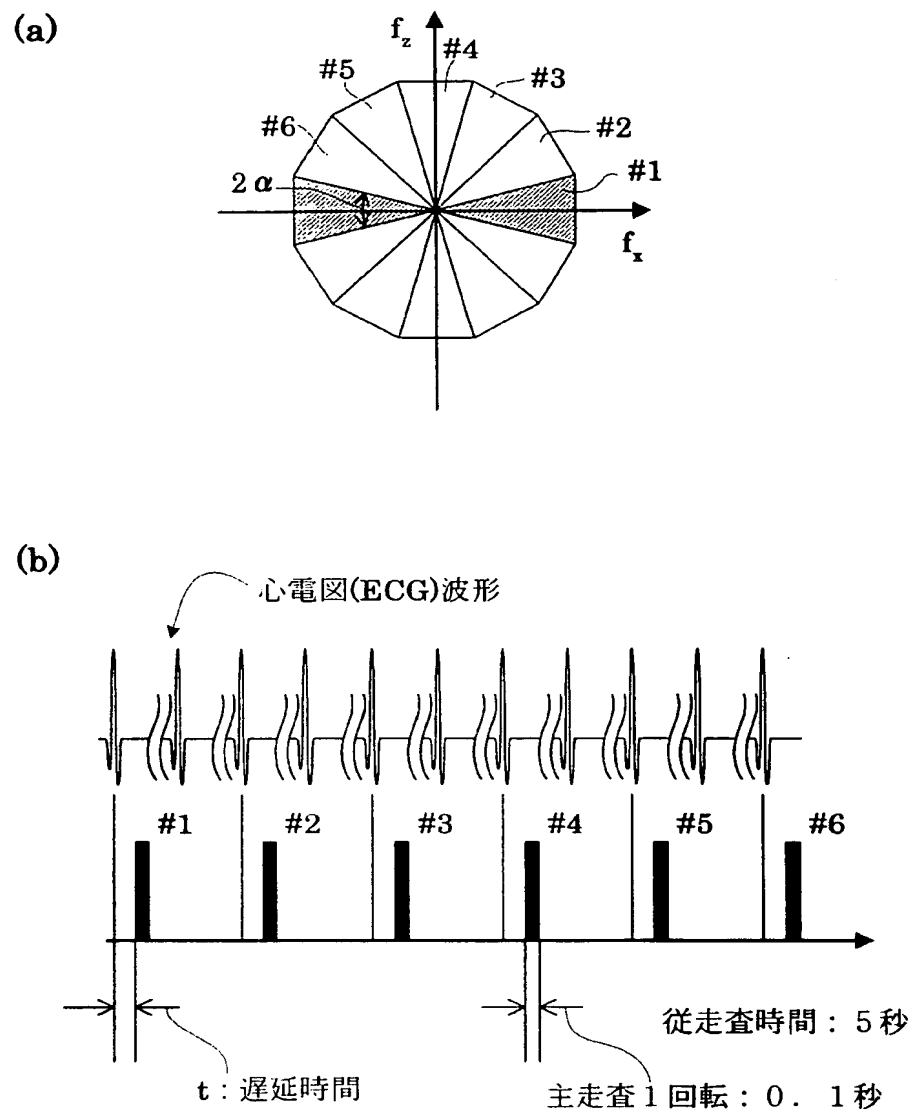 (a)
f_z
#4
#5
#3
#6
#2
2α
#1
f_x
(b)
心電図(ECG)波形
#1
#2
#3
#4
#5
#6
従走査時間：5秒
t：遅延時間
主走査1回転：0．1秒